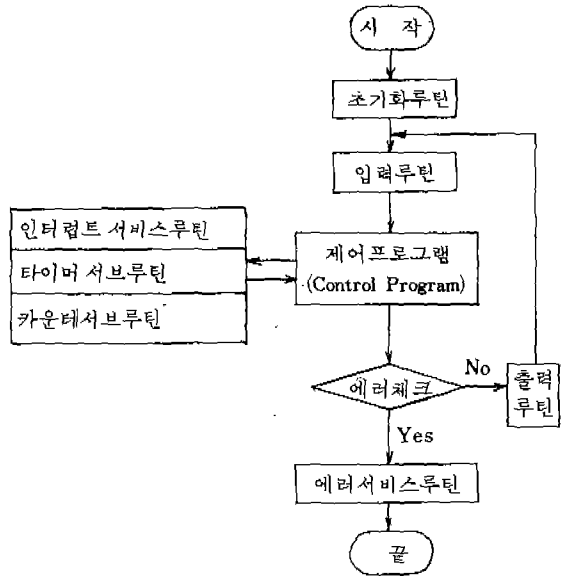 시 작
초기화루틴
입력루틴
인터럽트 서비스루틴
타이머 서브루틴
카운테서브루틴
제어프로그램
(Control Program)
에러체크
No
출력
루틴
Yes
에러서비스루틴
끝